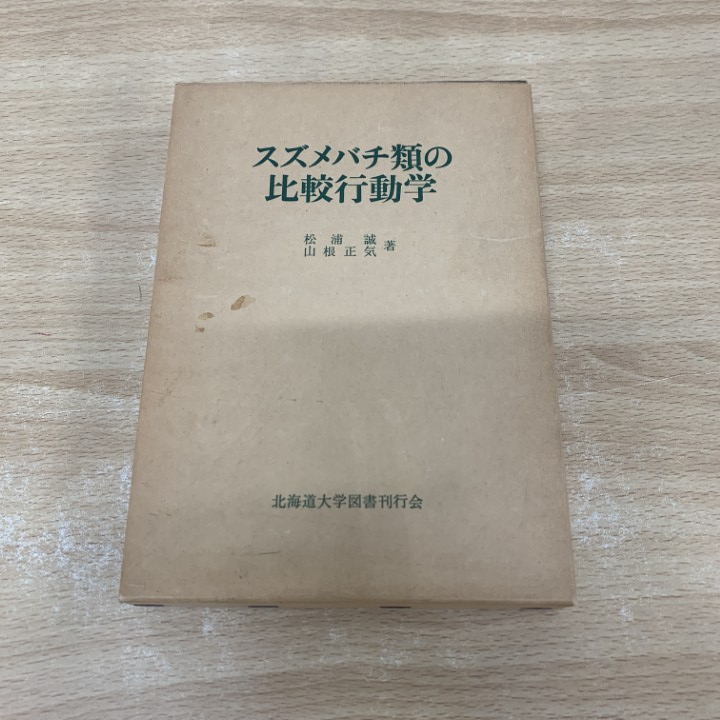 スズメバチ類の
比較行動学
松浦誠
山根正気 著
北海道大学図書刊行会